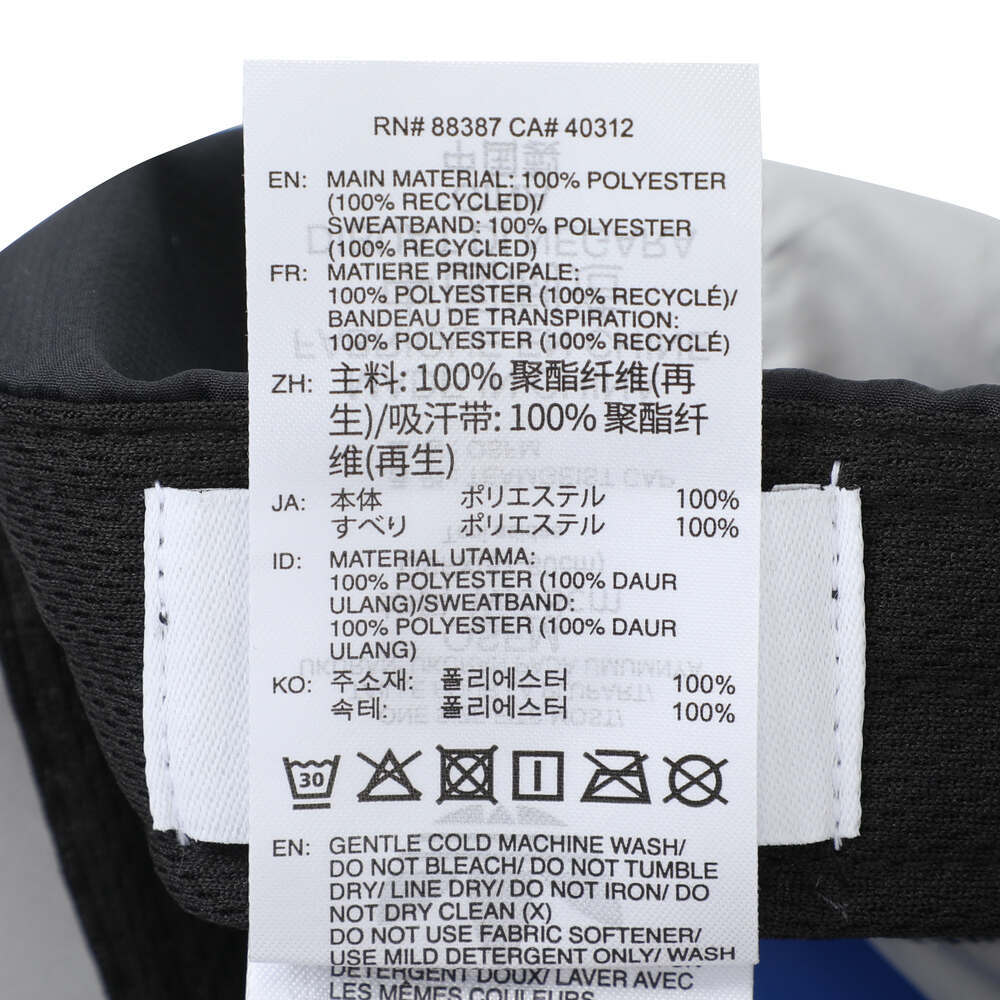 RN# 88387 CA# 40312
EN: MAIN MATERIAL: 100% POLYESTER
(100% RECYCLED)/
SWEATBAND: 100% POLYESTER
(100% RECYCLED)
FR: MATIERE PRINCIPALE:
100% POLYESTER (100% RECYCLÉ)/
BANDEAU DE TRANSPIRATION:
100% POLYESTER (100% RECYCLÉ)
ZH: 主料: 100% 聚酯纤维(再
生)/吸汗带: 100% 聚酯纤
维(再生)
JA: 本体 ポリエステル 100%
すべり ポリエステル 100%
ID: MATERIAL UTAMA:
100% POLYESTER (100% DAUR
ULANG)/SWEATBAND:
100% POLYESTER (100% DAUR
ULANG)
KO: 주소재: 폴리에스터 100%
속테: 폴리에스터 100%
30
EN: GENTLE COLD MACHINE WASH/
DO NOT BLEACH/ DO NOT TUMBLE
DRY/ LINE DRY/ DO NOT IRON/ DO
NOT DRY CLEAN (X)
DO NOT USE FABRIC SOFTENER/
USE MILD DETERGENT ONLY/ WASH
DÉTERGENT DOUX/ LAVER AVEC
LES MÊMES COULEURS